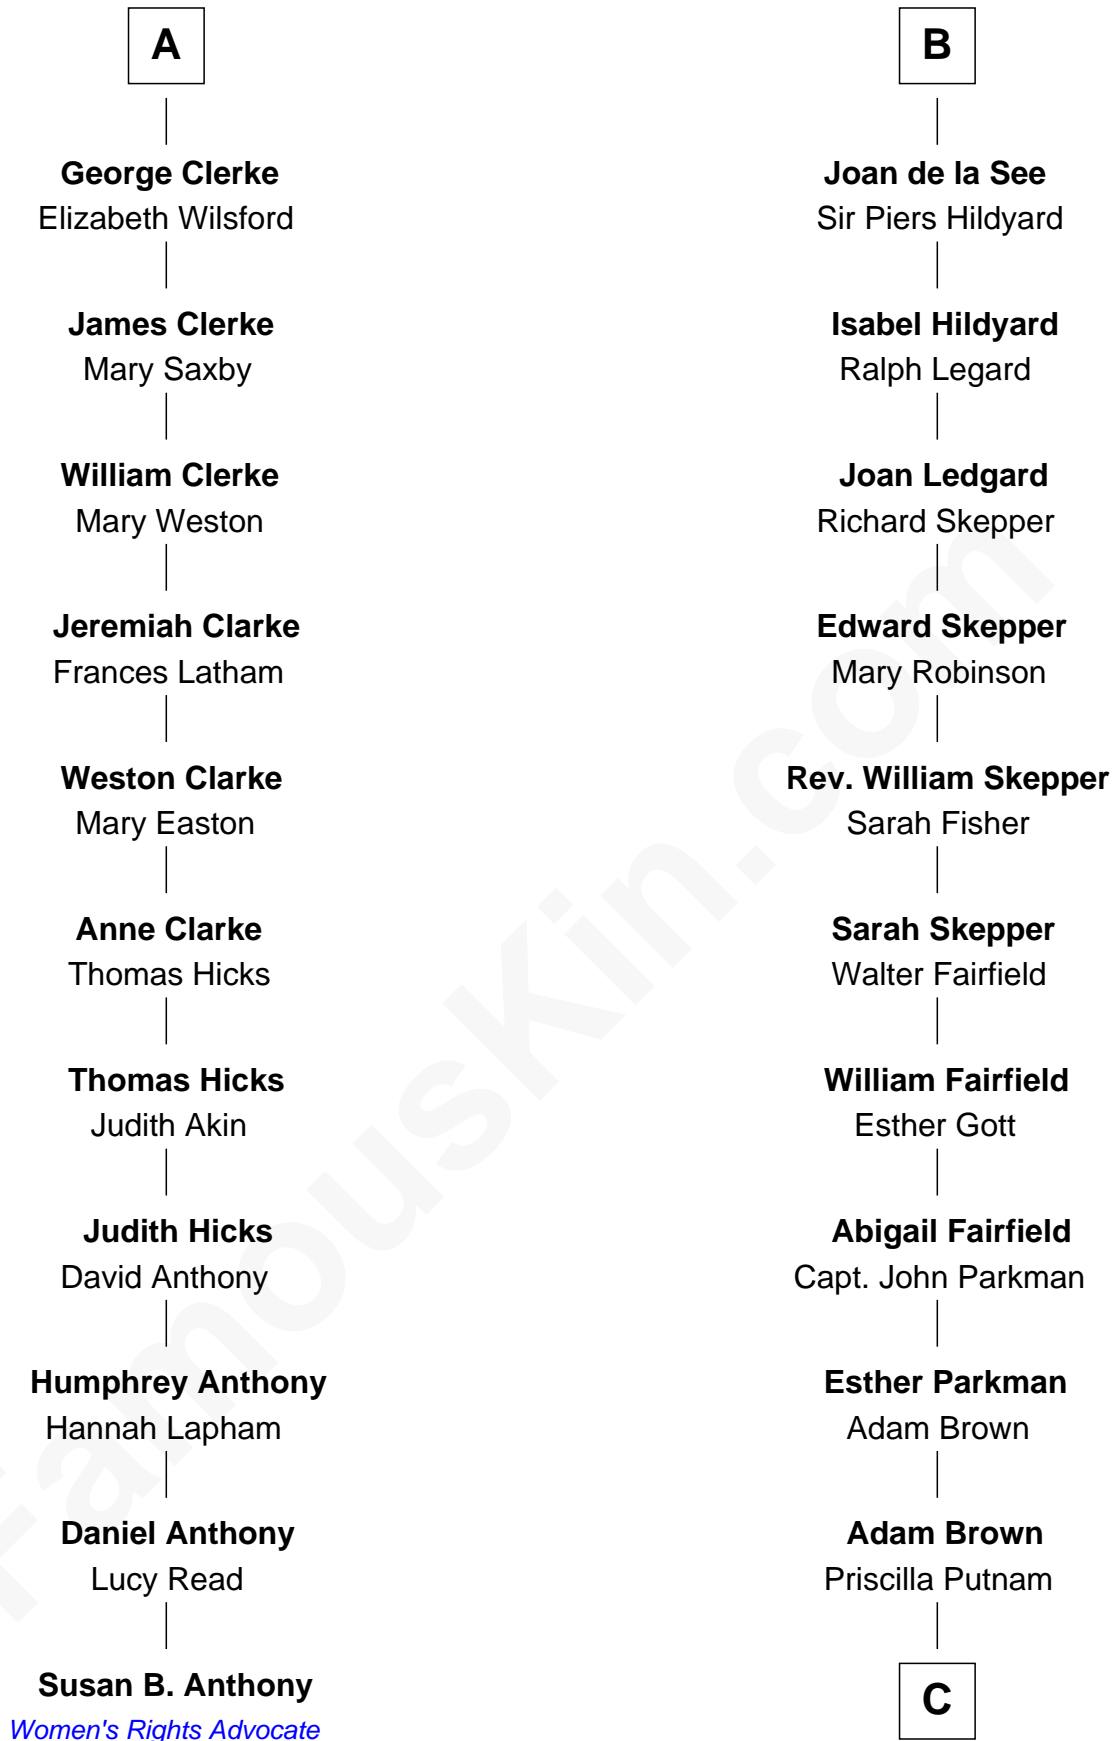 A
George Clerke
Elizabeth Wilsford
James Clerke
Mary Saxby
William Clerke
Mary Weston
Jeremiah Clarke
Frances Latham
Weston Clarke
Mary Easton
Anne Clarke
Thomas Hicks
Thomas Hicks
Judith Akin
Judith Hicks
David Anthony
Humphrey Anthony
Hannah Lapham
Daniel Anthony
Lucy Read
Susan B. Anthony
Women's Rights Advocate
B
Joan de la See
Sir Piers Hildyard
Isabel Hildyard
Ralph Legard
Joan Ledgard
Richard Skepper
Edward Skepper
Mary Robinson
Rev. William Skepper
Sarah Fisher
Sarah Skepper
Walter Fairfield
William Fairfield
Esther Gott
Abigail Fairfield
Capt. John Parkman
Esther Parkman
Adam Brown
Adam Brown
Priscilla Putnam
C
FamousKin.com